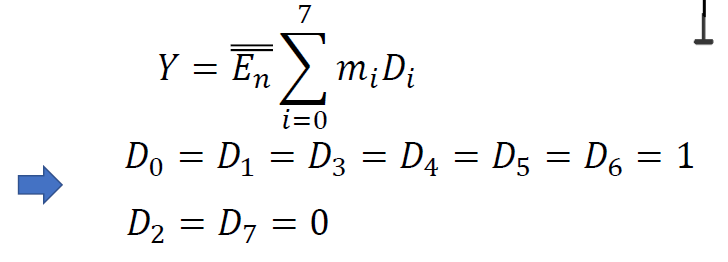 Y = \overline{\overline{E_n}} \sum_{i=0}^{7} m_i D_i
D_0 = D_1 = D_3 = D_4 = D_5 = D_6 = 1
D_2 = D_7 = 0